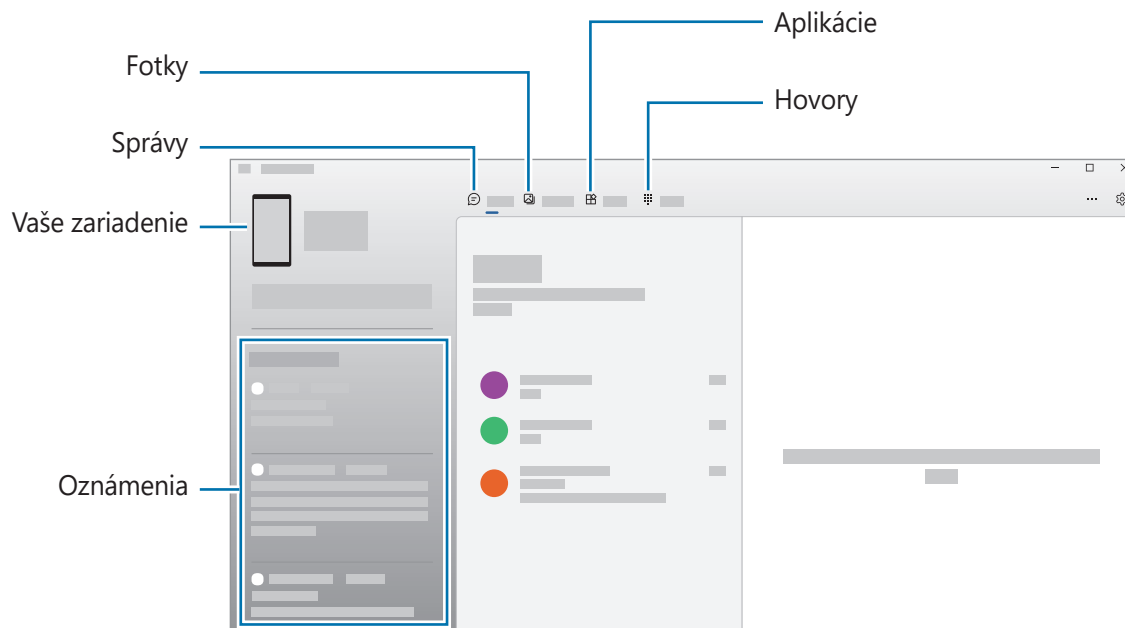 Aplikácie
Fotky
Hovory
Správy
Vaše zariadenie
Oznámenia